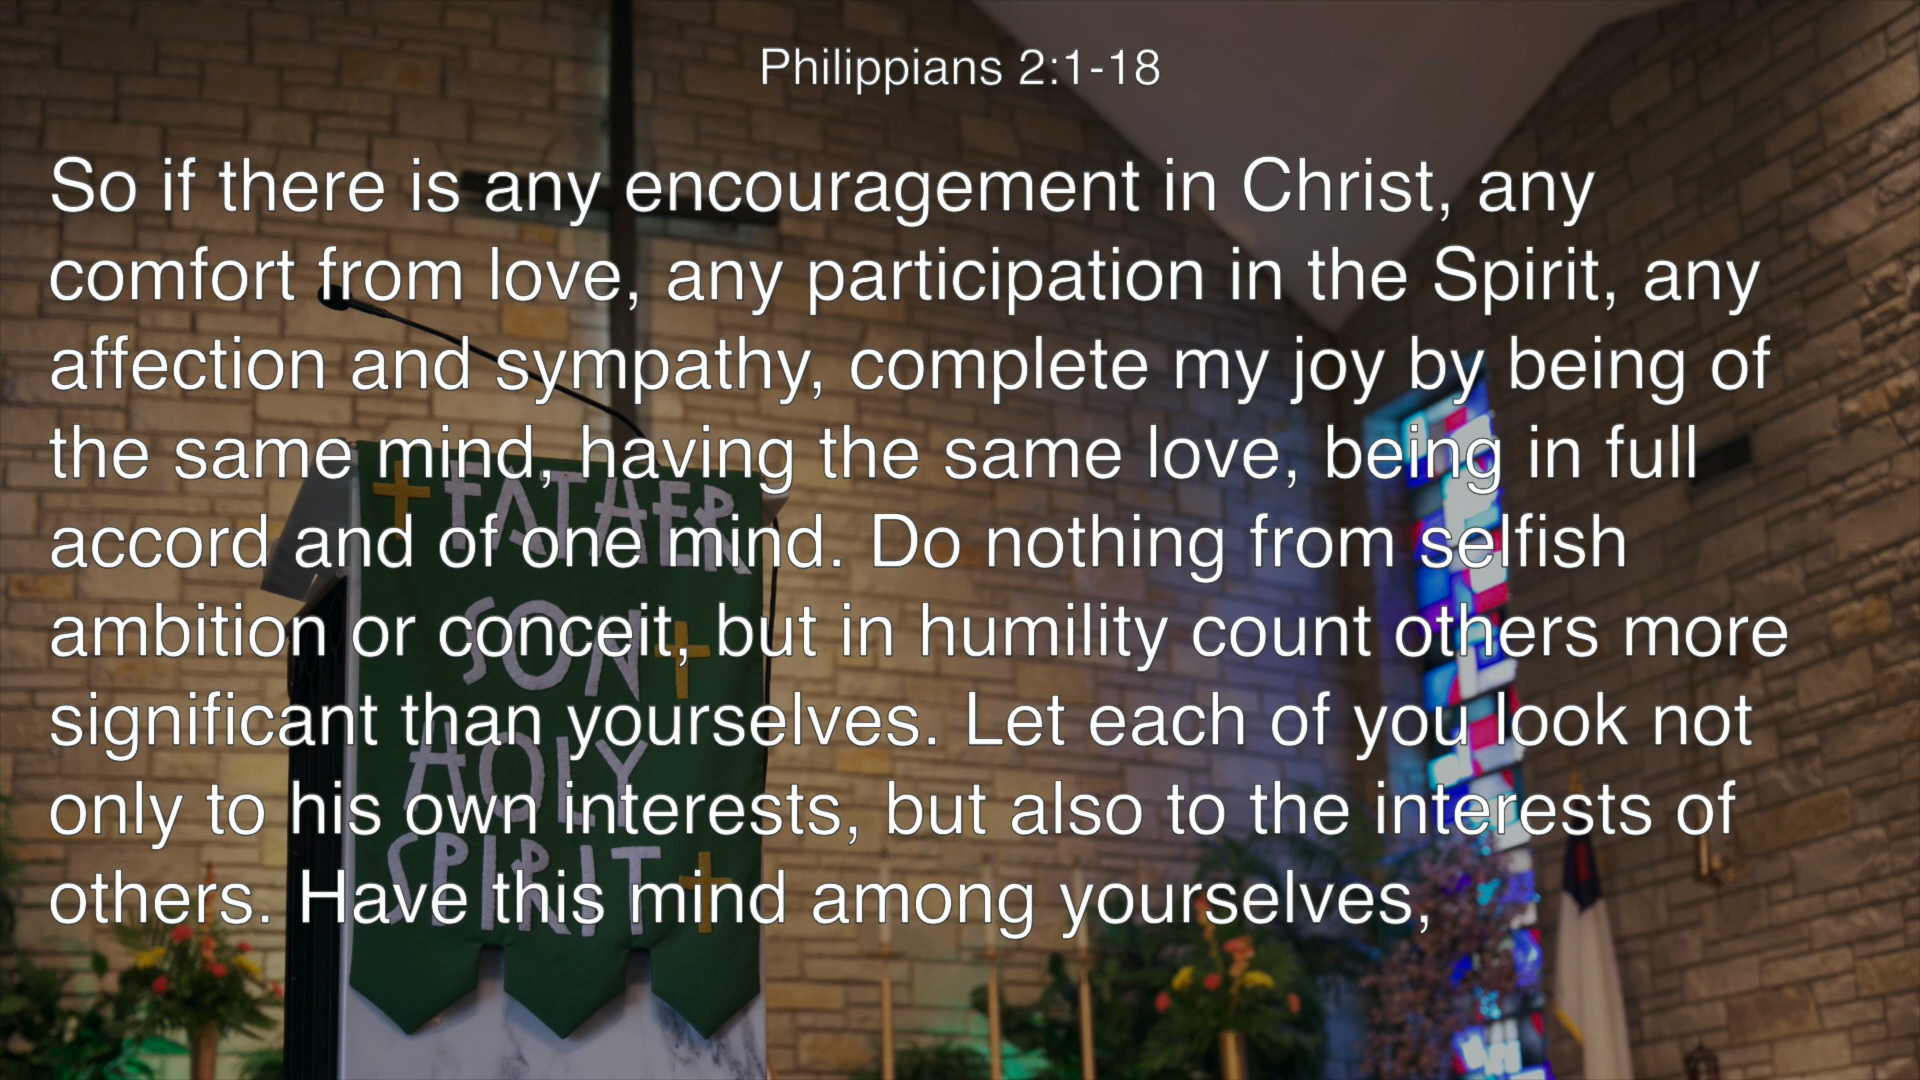 Philippians 2:1-18
So if there is any encouragement in Christ, any
comfort from love, any participation in the Spirit, any
affection and sympathy, complete my joy by being of
the same mind, having the same love, being in full
accord and of one mind. Do nothing from selfish
ambition or conceit, but in humility count others more
significant than yourselves. Let each of you look not
only to his own interests, but also to the interests of
others. Have this mind among yourselves,
FATHER
SON
HOLY
SPIRIT